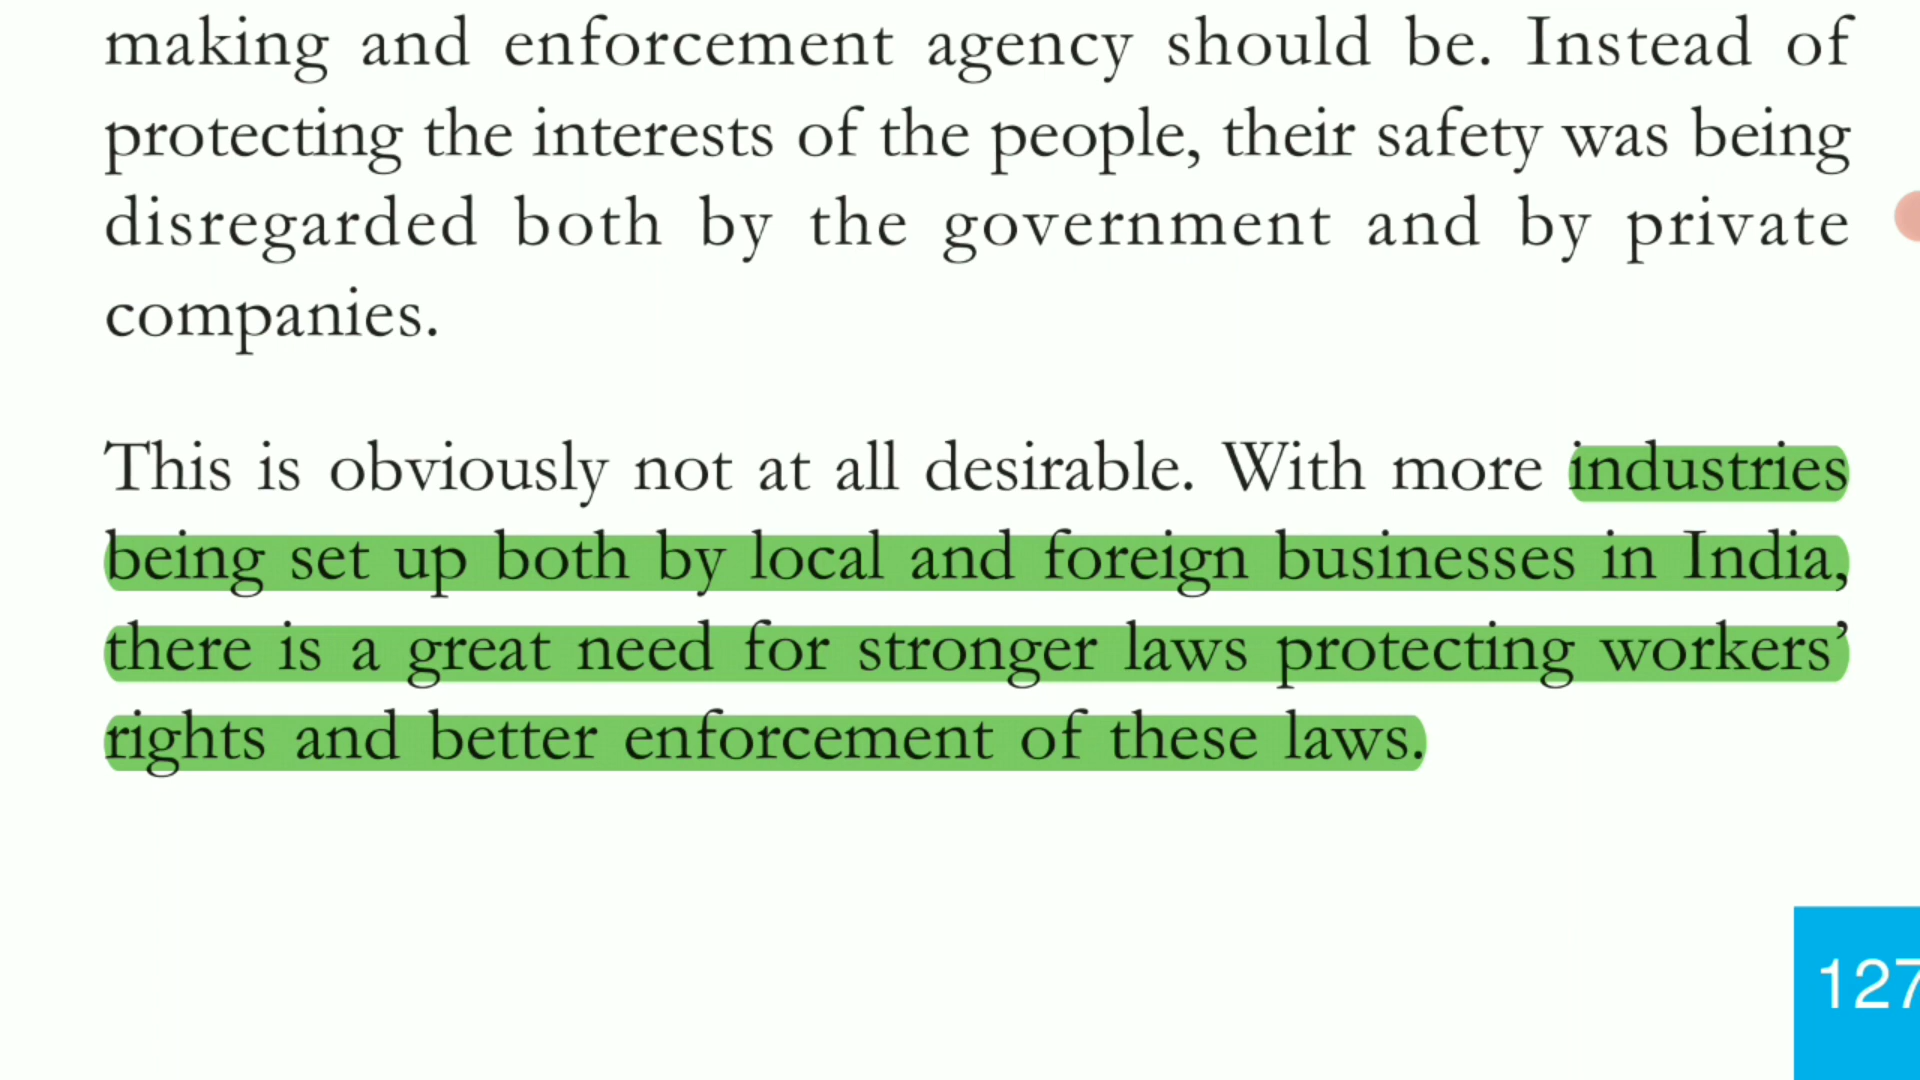 making and enforcement agency should be. Instead of
protecting the interests of the people, their safety was being
disregarded both by the government and by private
companies.
This is obviously not at all desirable. With more industries
being set up both by local and foreign businesses in India,
there is a great need for stronger laws protecting workers’
rights and better enforcement of these laws.
127